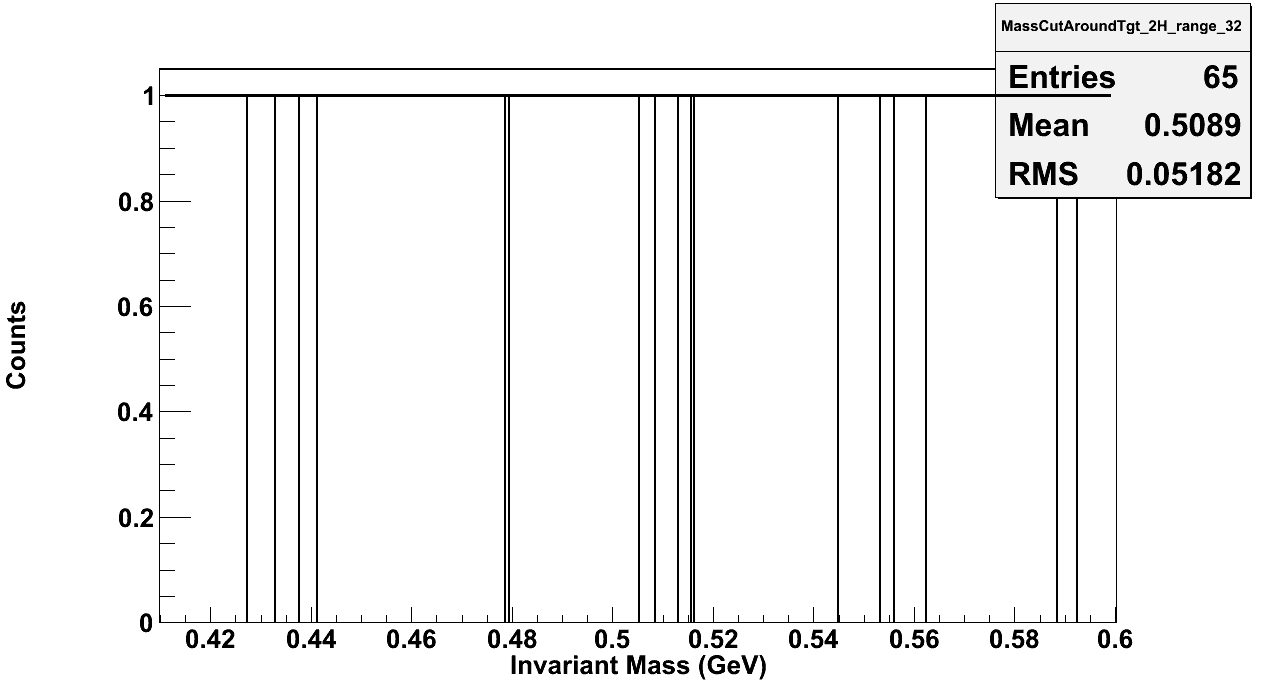 MassCutAroundTgt_2H_range_32
Entries 65
Mean 0.5089
RMS 0.05182
1
0.8
0.6
0.4
0.2
0
Counts
0.42 0.44 0.46 0.48 0.5 0.52 0.54 0.56 0.58 0.6
Invariant Mass (GeV)